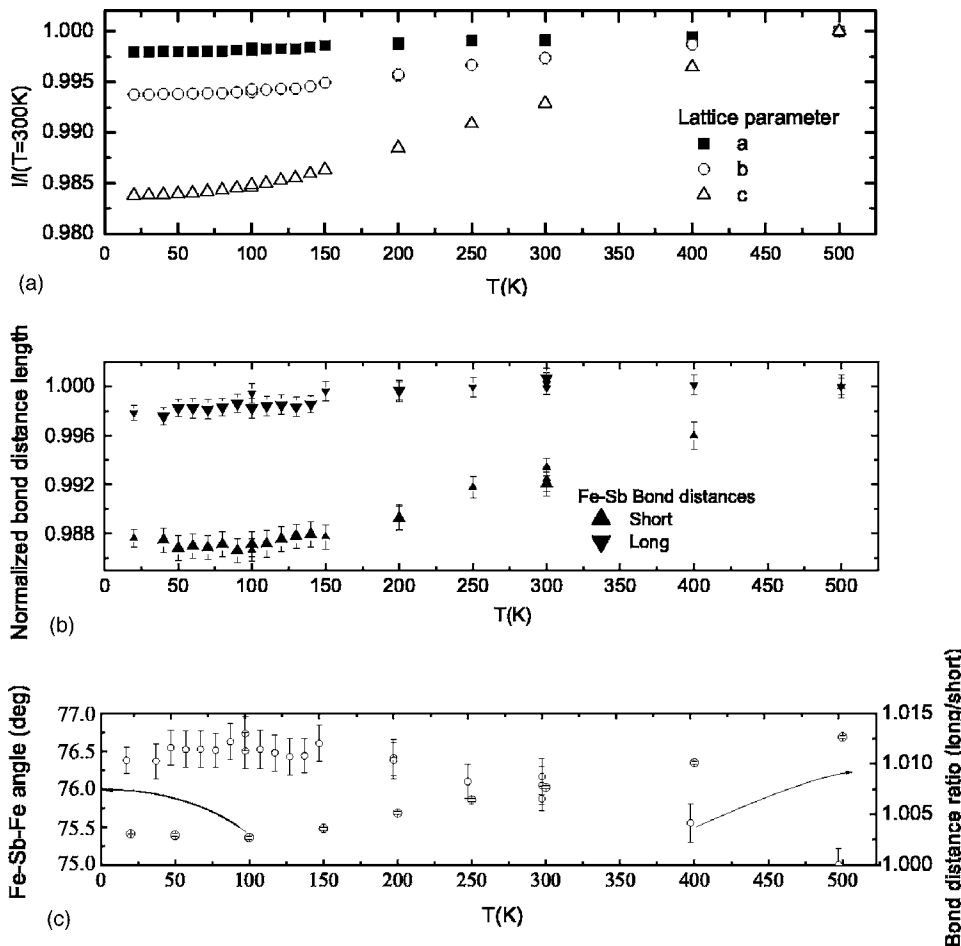 1.000
0.995
0.990
0.985
0.980
I/I(T=300K)
Lattice parameter
a
b
c
0 50 100 150 200 250 300 350 400 450 500
T(K)
(a)
Normalized bond distance length
1.000
0.996
0.992
0.988
Fe-Sb Bond distances
Short
Long
0 50 100 150 200 250 300 350 400 450 500
T(K)
(b)
Fe-Sb-Fe angle (deg)
77.0
76.5
76.0
75.5
75.0
1.015
1.010
1.005
1.000
Bond distance ratio (long/short)
0 50 100 150 200 250 300 350 400 450 500
T(K)
(c)